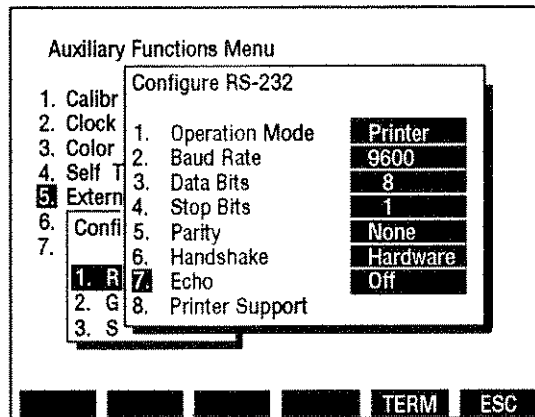 Auxiliary Functions Menu
1. Calibr
2. Clock
3. Color
4. Self T
5. Extern
6.
7.
Confi
1. R
2. G
3. S
Configure RS-232
1. Operation Mode Printer
2. Baud Rate 9600
3. Data Bits 8
4. Stop Bits 1
5. Parity None
6. Handshake Hardware
7. Echo Off
8. Printer Support
TERM ESC